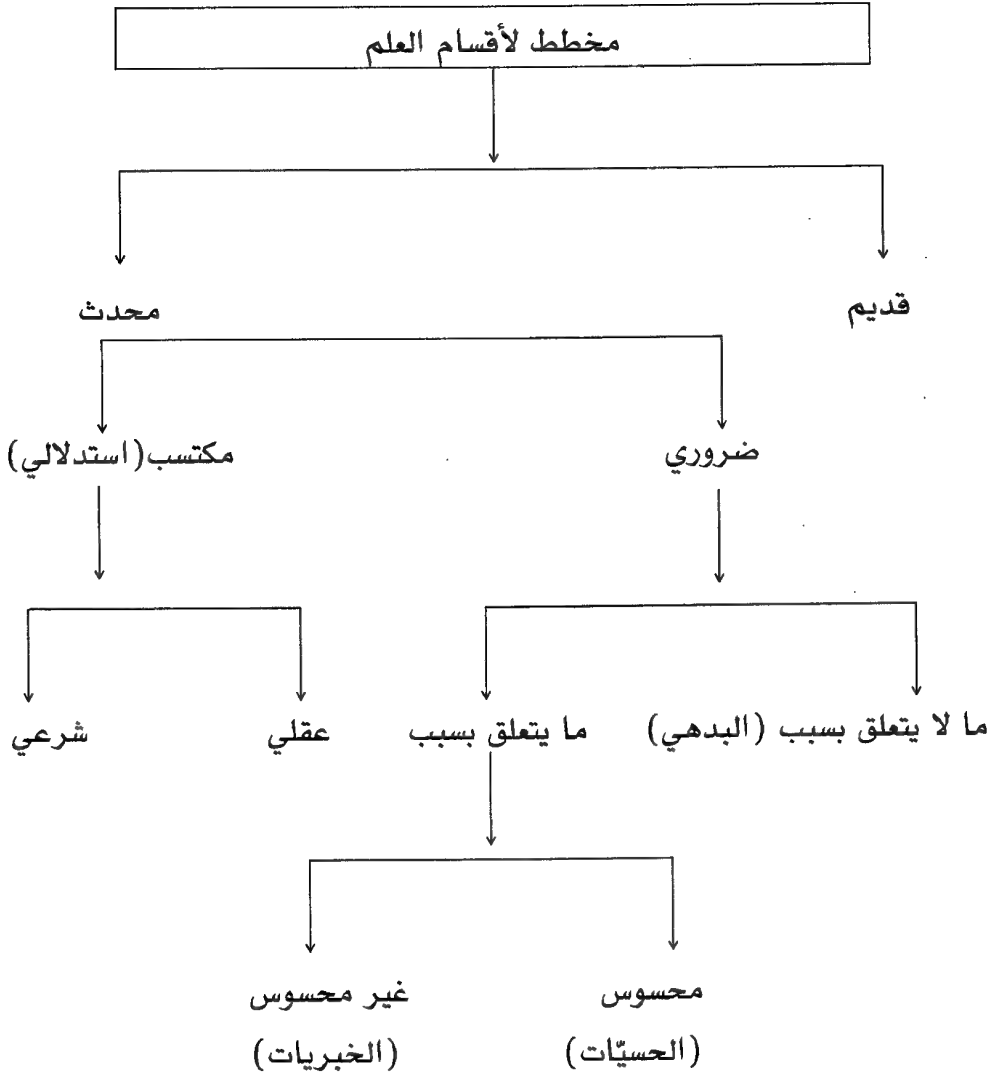 مخطط لأقسام العلم
قديم
محدث
ضروري
مكتسب (استدلالي)
ما لا يتعلق بسبب (البدهي)
ما يتعلق بسبب
عقلي
شرعي
محسوس
(الحسيّات)
غير محسوس
(الخبريات)